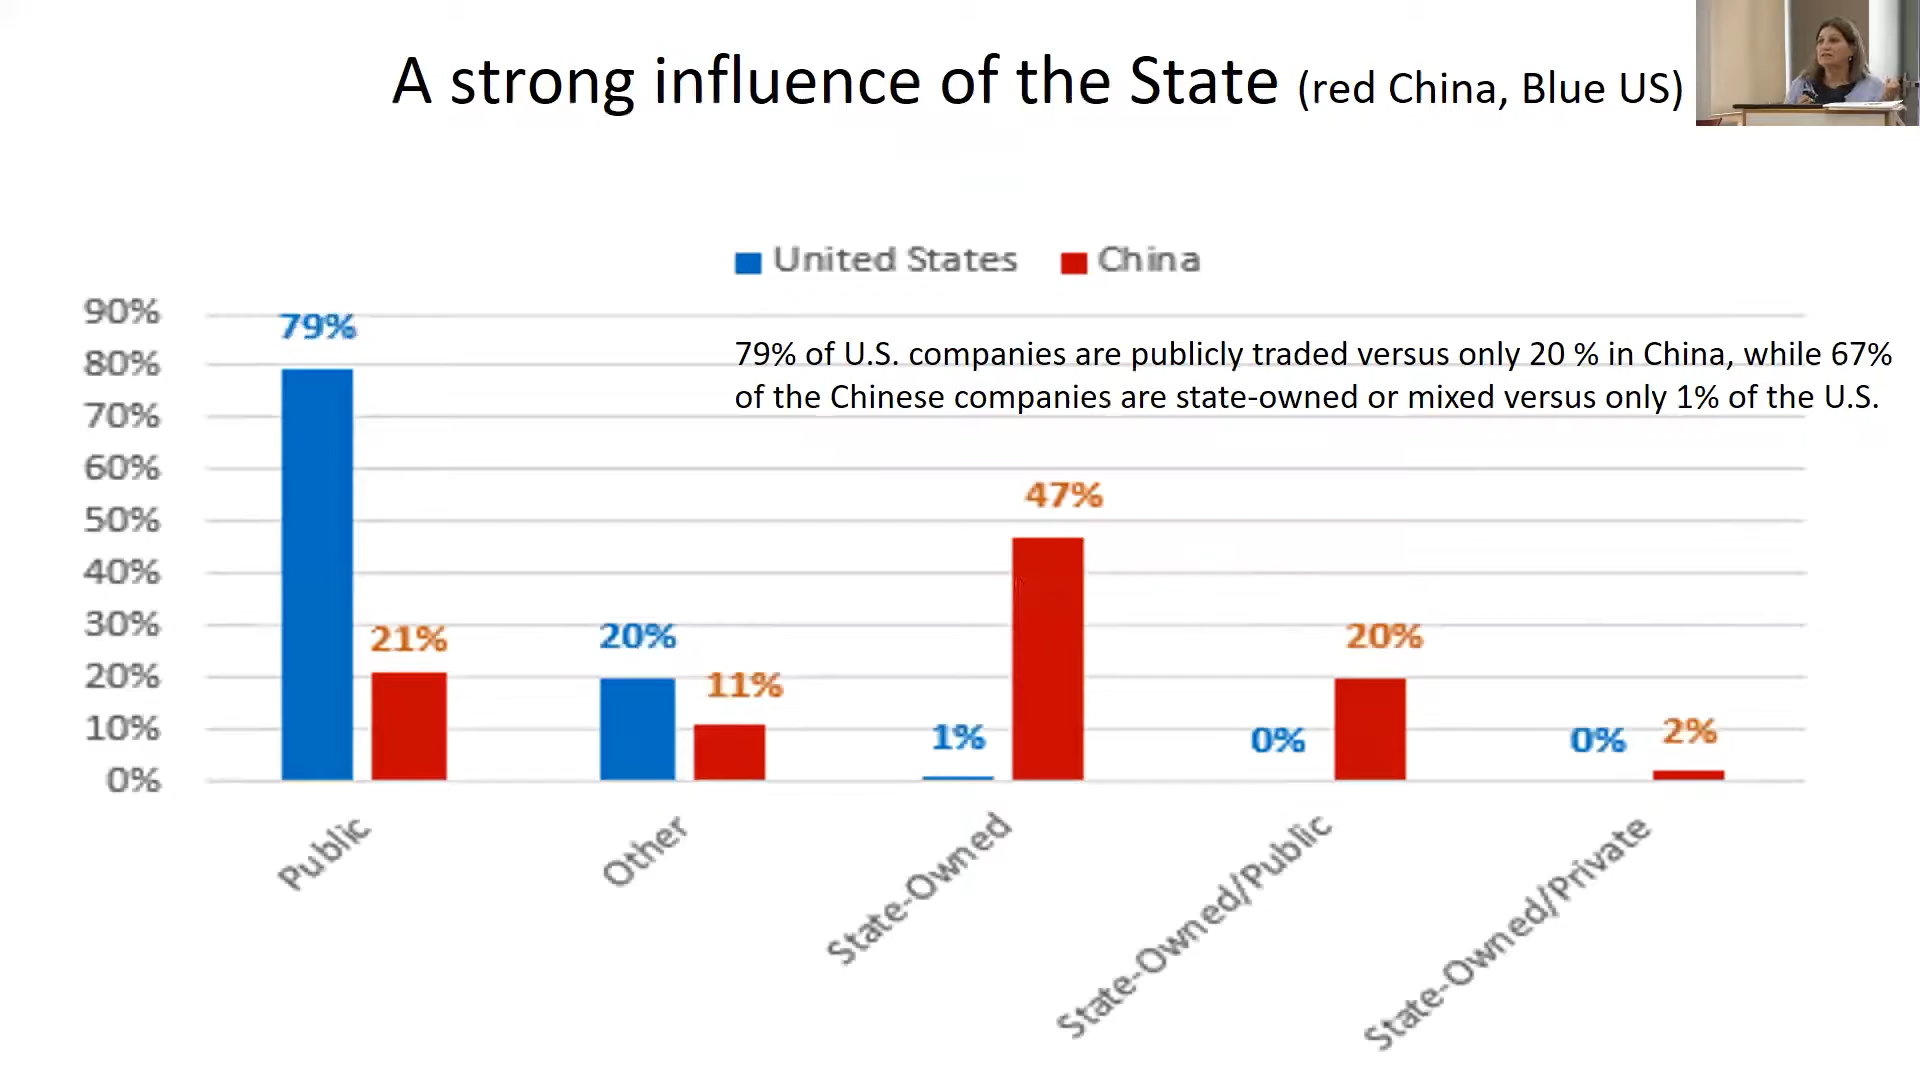 A strong influence of the State (red China, Blue US)
United States China
79% of U.S. companies are publicly traded versus only 20 % in China, while 67%
of the Chinese companies are state-owned or mixed versus only 1% of the U.S.
90%
80%
70%
60%
50%
40%
30%
20%
10%
0%
79%
21%
20%
11%
1%
47%
0%
20%
0%
2%
Public
Other
State-Owned
State-Owned/Public
State-Owned/Private